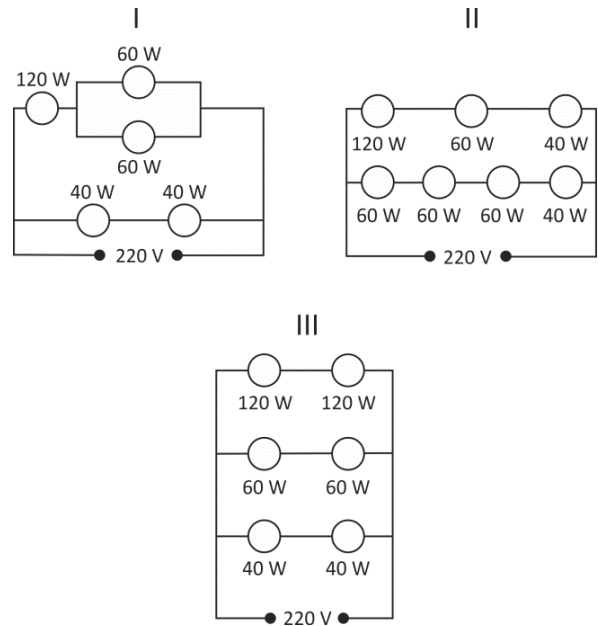 I
60 W
120 W
60 W
40 W 40 W
220 V
II
120 W 60 W 40 W
60 W 60 W 60 W 40 W
220 V
III
120 W 120 W
60 W 60 W
40 W 40 W
220 V